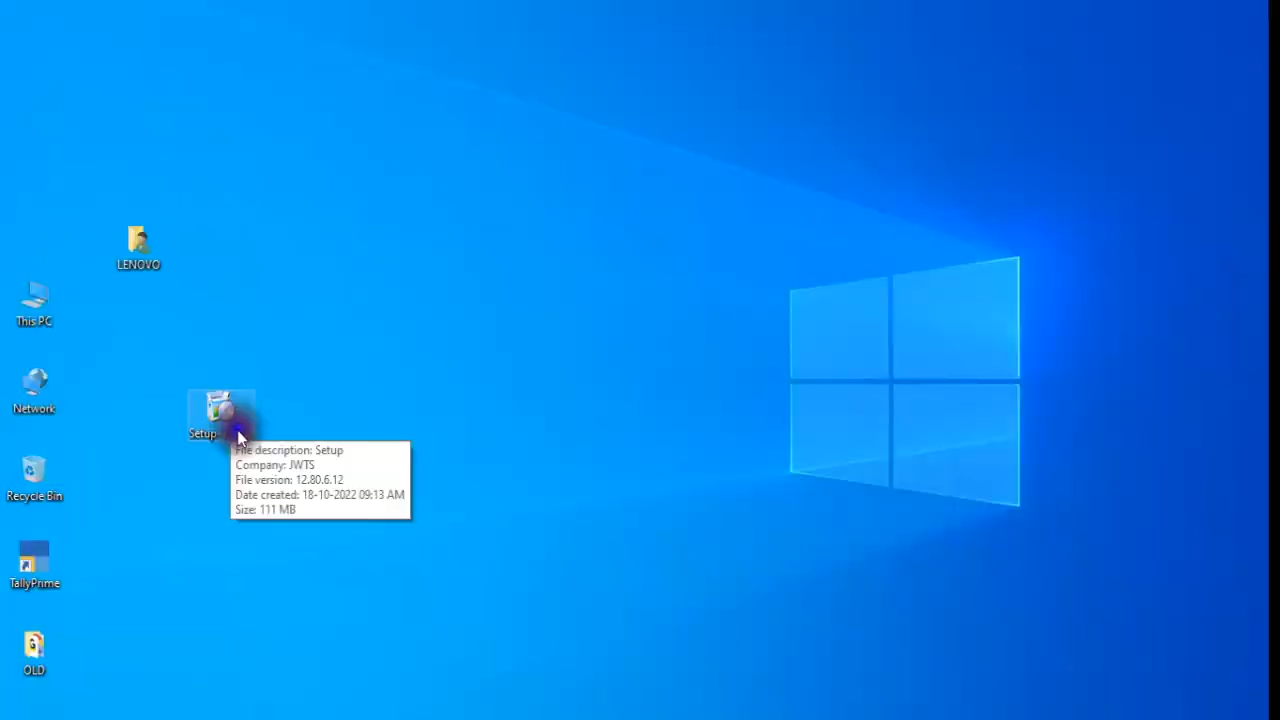 LENOVO
This PC
Network
Setup
File description: Setup
Company: JWTS
File version: 12.80.6.12
Date created: 18-10-2022 09:13 AM
Size: 111 MB
Recycle Bin
TallyPrime
OLD